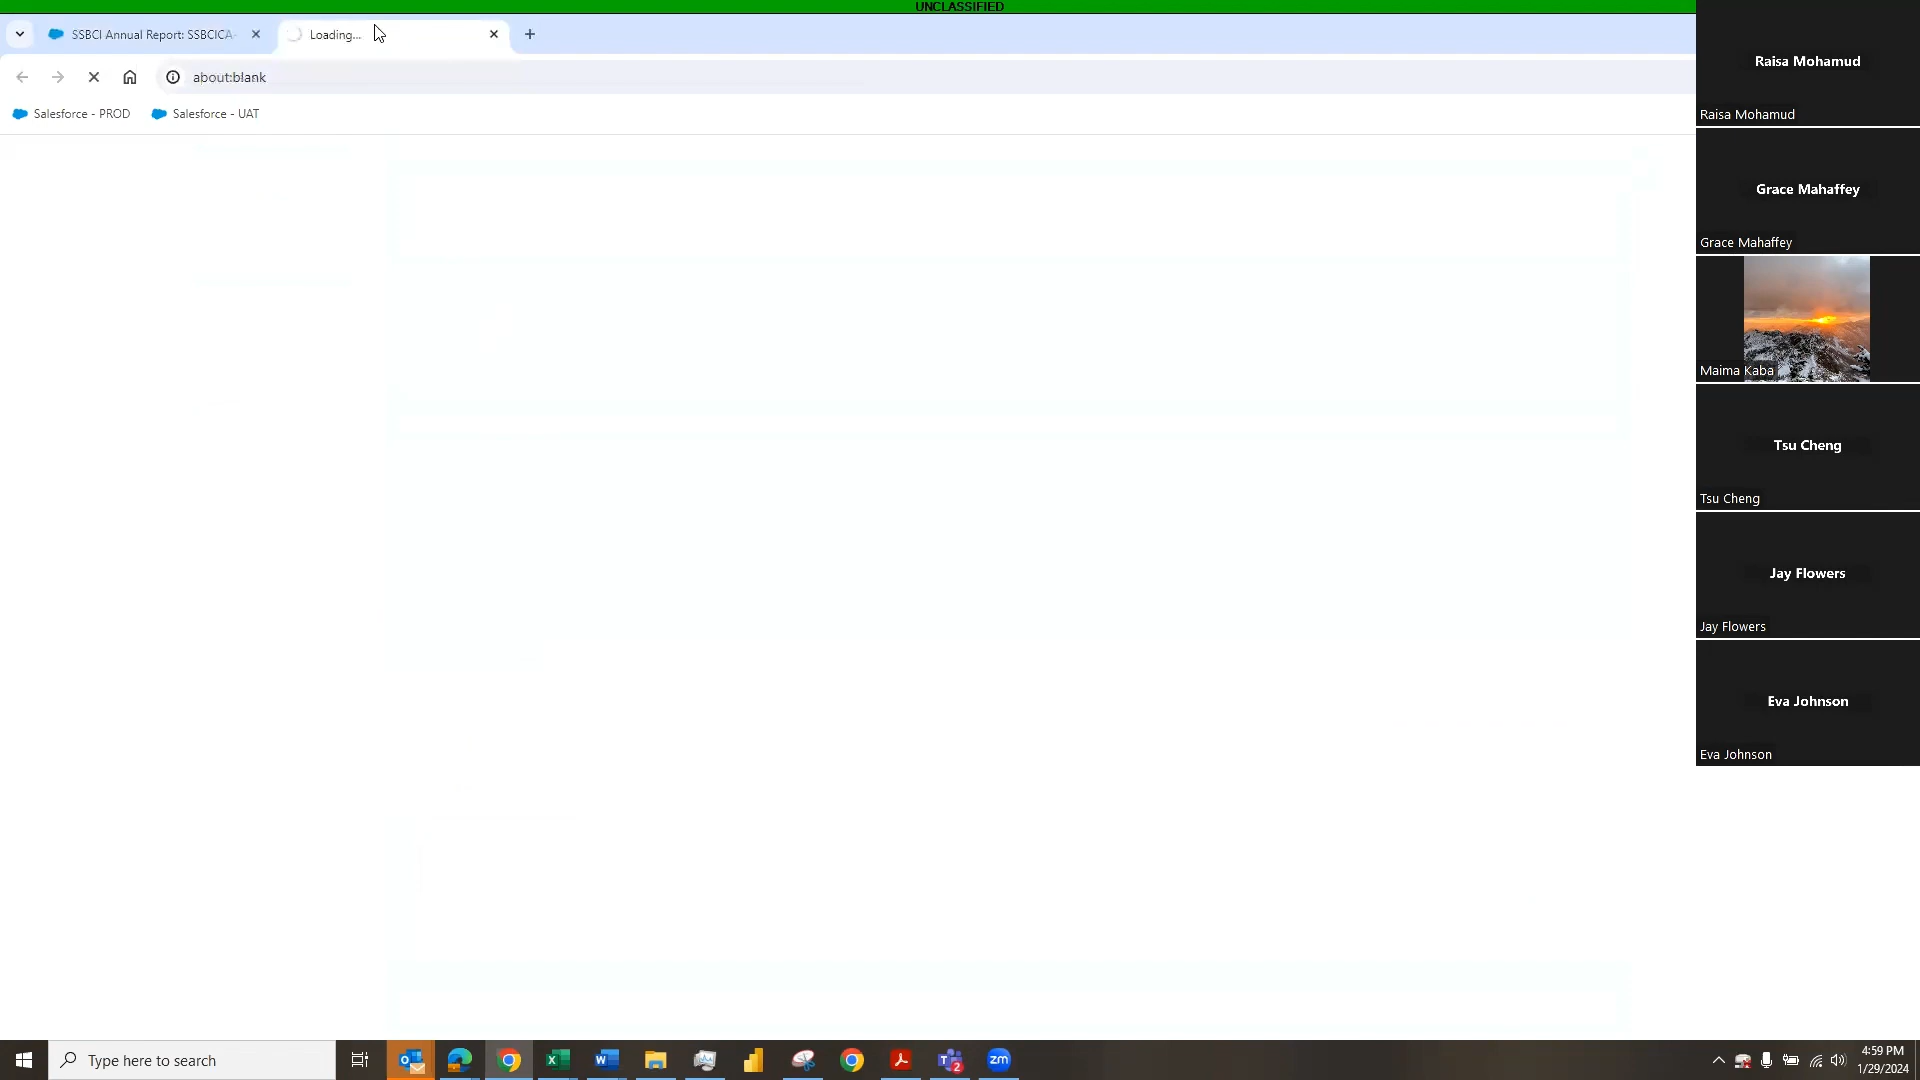 UNCLASSIFIED
SSBCI Annual Report: SSBCICA-
Loading...
about:blank
Salesforce - PROD
Salesforce - UAT
Raisa Mohamud
Raisa Mohamud
Grace Mahaffey
Grace Mahaffey
Maima Kaba
Tsu Cheng
Tsu Cheng
Jay Flowers
Jay Flowers
Eva Johnson
Eva Johnson
Type here to search
zm
4:59 PM
1/29/2024